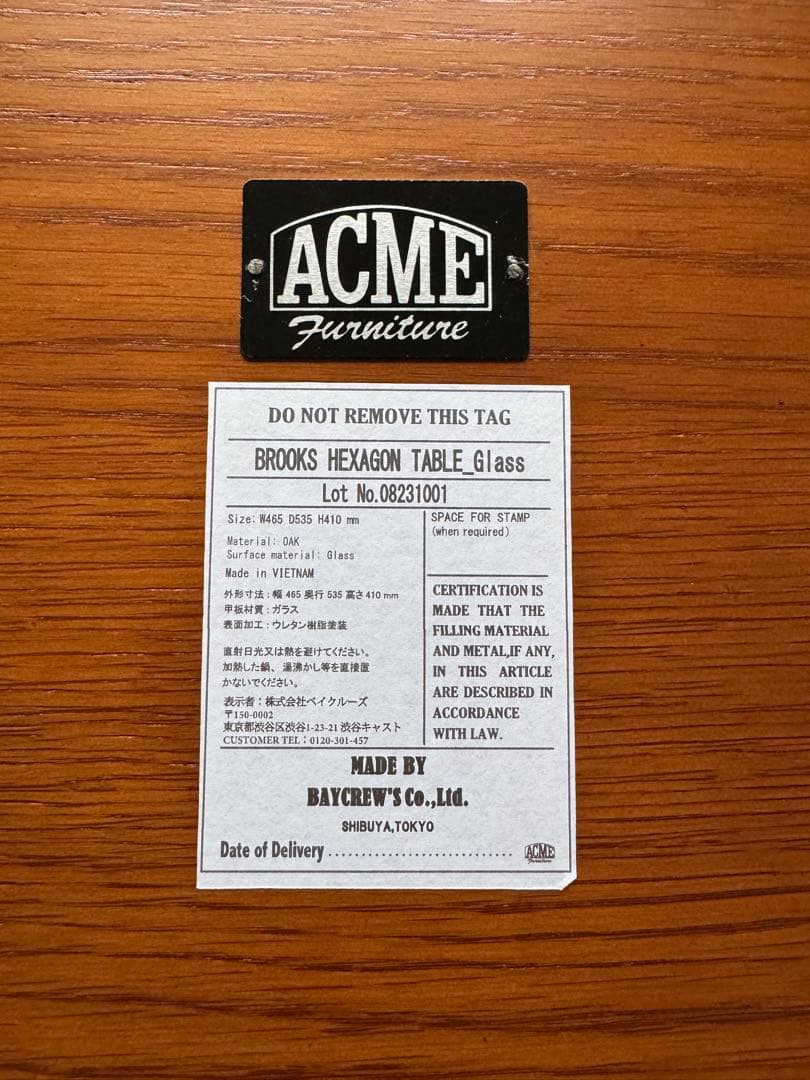 ACME
Furniture
DO NOT REMOVE THIS TAG
BROOKS HEXAGON TABLE_Glass
Lot No.08231001
Size: W465 D535 H410 mm
Material: OAK
Surface material: Glass
Made in VIETNAM
外形寸法：幅 465 奥行 535 高さ 410 mm
甲板材質：ガラス
表面加工：ウレタン樹脂塗装
直射日光又は熱を避けてください。
加熱した鍋、湯沸かし等を直接置
かないでください。
表示者：株式会社ベイクルーズ
〒150-0002
東京都渋谷区渋谷1-23-21 渋谷キャスト
CUSTOMER TEL：0120-301-457
SPACE FOR STAMP
(when required)
CERTIFICATION IS
MADE THAT THE
FILLING MATERIAL
AND METAL,IF ANY,
IN THIS ARTICLE
ARE DESCRIBED IN
ACCORDANCE
WITH LAW.
MADE BY
BAYCREW'S Co.,Ltd.
SHIBUYA,TOKYO
Date of Delivery
ACME
Furniture